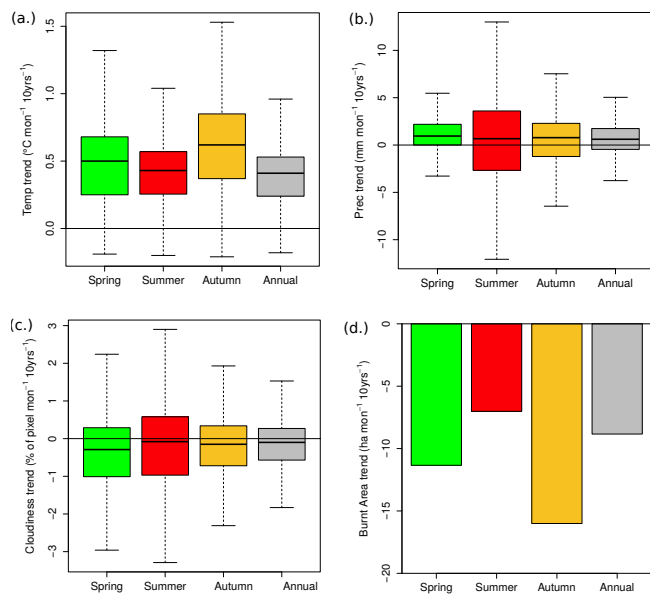 (a.)
Temp trend (°C mon⁻¹ 10yrs⁻¹)
1.5
1.0
0.5
0.0
Spring Summer Autumn Annual
(b.)
Prec trend (mm mon⁻¹ 10yrs⁻¹)
10
5
0
−5
−10
Spring Summer Autumn Annual
(c.)
Cloudiness trend (% of pixel mon⁻¹ 10yrs⁻¹)
3
2
1
0
−1
−2
−3
Spring Summer Autumn Annual
(d.)
Burnt Area trend (ha mon⁻¹ 10yrs⁻¹)
0
−5
−10
−15
−20
Spring Summer Autumn Annual